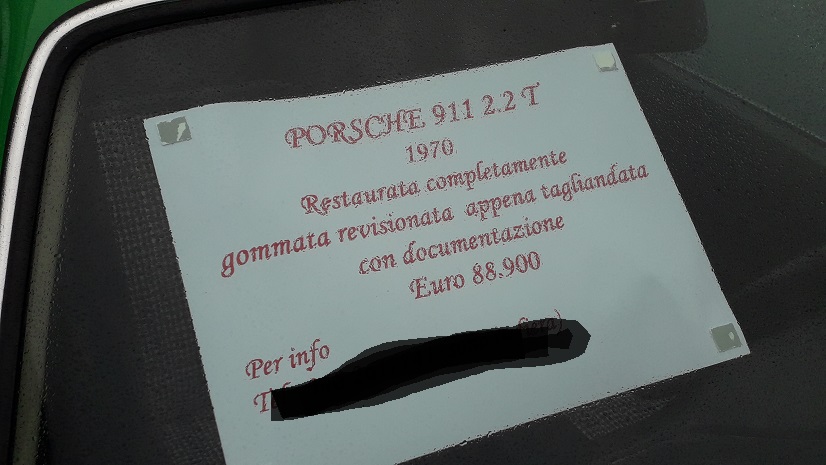 PORSCHE 911 2.2 T
1970
Restaurata completamente
gommata revisionata appena tagliandata
con documentazione
Euro 88.900
Per info